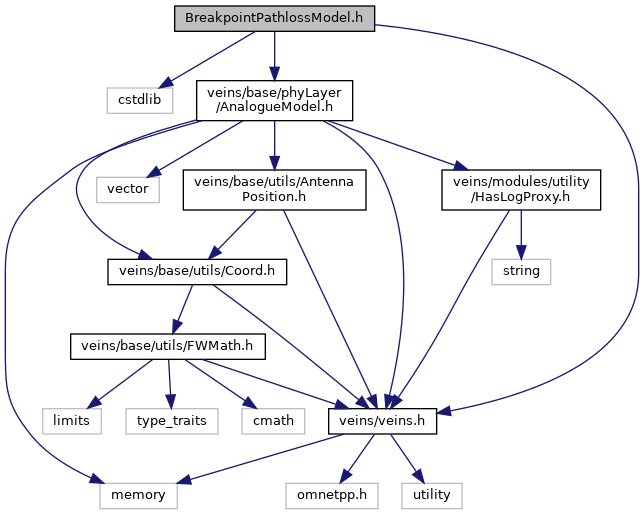 BreakpointPathlossModel.h
cstdlib
veins/base/phyLayer
/AnalogueModel.h
vector
veins/base/utils/Antenna
Position.h
veins/modules/utility
/HasLogProxy.h
veins/base/utils/Coord.h
string
veins/base/utils/FWMath.h
limits
type_traits
cmath
veins/veins.h
memory
omnetpp.h
utility